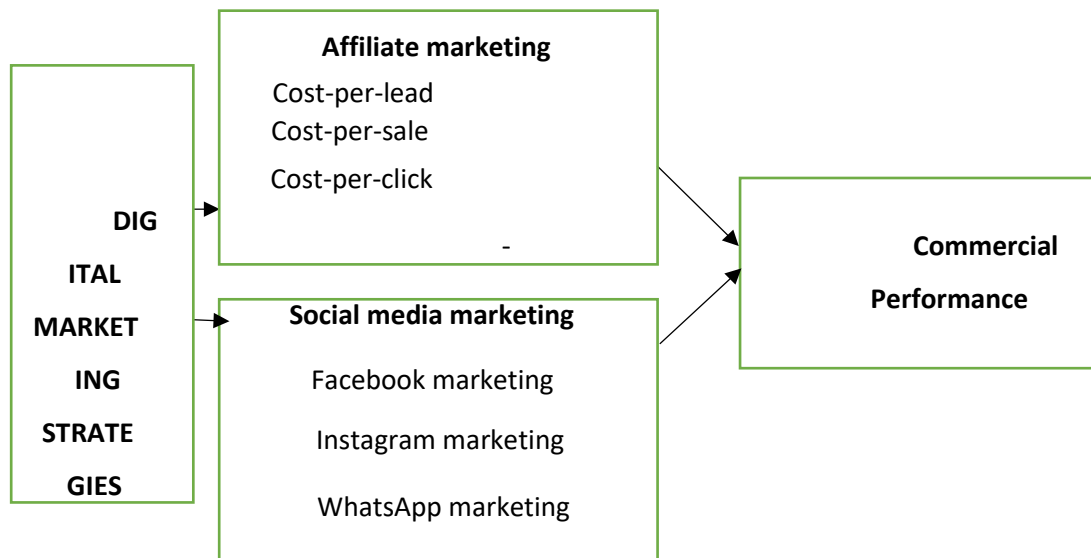 DIG
ITAL
MARKET
ING
STRATE
GIES
Affiliate marketing
Cost-per-lead
Cost-per-sale
Cost-per-click
-
Social media marketing
Facebook marketing
Instagram marketing
WhatsApp marketing
Commercial
Performance